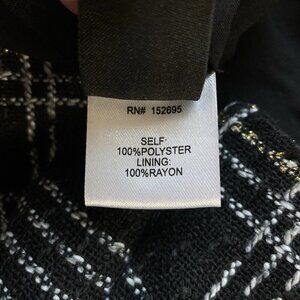 RN# 152695
SELF:
100%POLYSTER
LINING:
100%RAYON